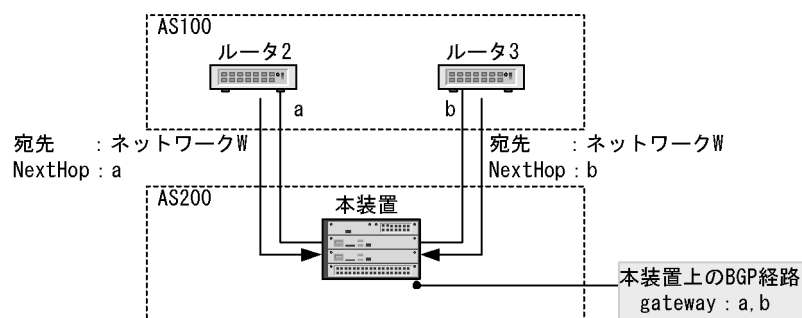 AS100
ルータ2
ルータ3
a
b
宛先　：ネットワークW
NextHop：a
宛先　：ネットワークW
NextHop：b
AS200
本装置
本装置上のBGP経路
gateway：a,b